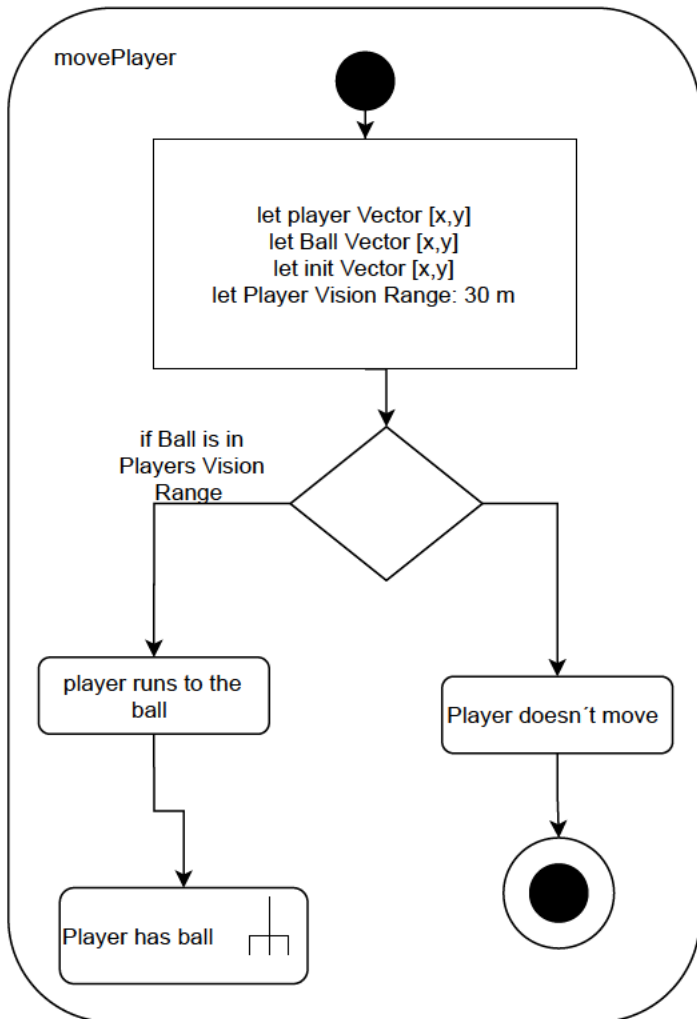 movePlayer
let player Vector [x,y]
let Ball Vector [x,y]
let init Vector [x,y]
let Player Vision Range: 30 m
if Ball is in
Players Vision
Range
player runs to the
ball
Player doesn´t move
Player has ball